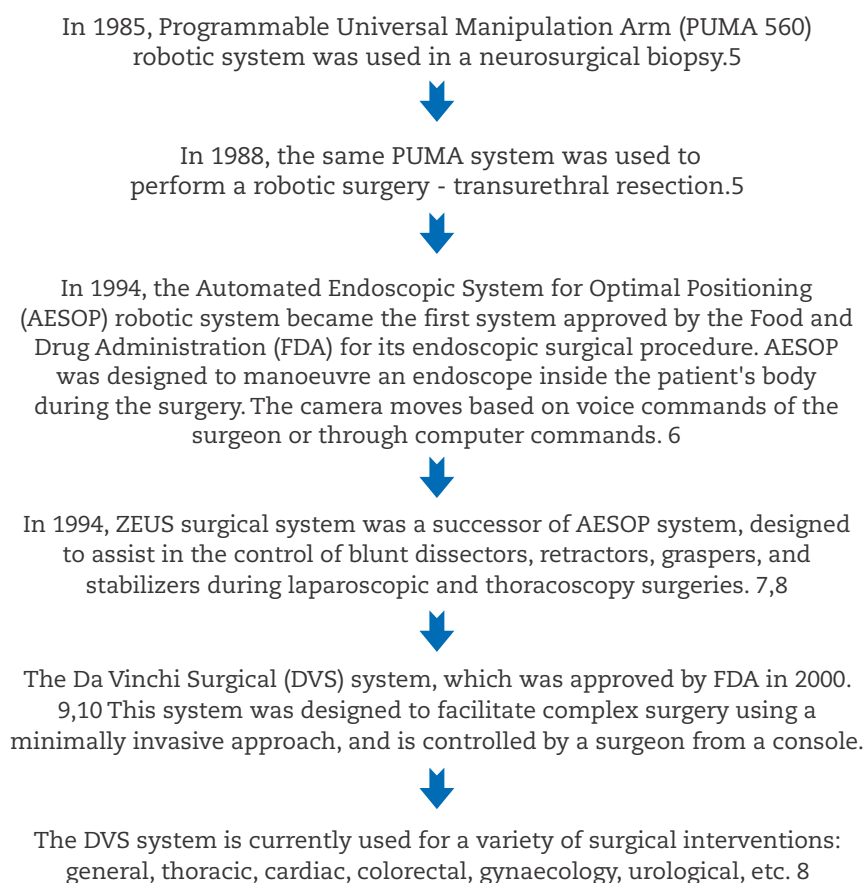 In 1985, Programmable Universal Manipulation Arm (PUMA 560)
robotic system was used in a neurosurgical biopsy.5
In 1988, the same PUMA system was used to
perform a robotic surgery - transurethral resection.5
In 1994, the Automated Endoscopic System for Optimal Positioning
(AESOP) robotic system became the first system approved by the Food and
Drug Administration (FDA) for its endoscopic surgical procedure. AESOP
was designed to manoeuvre an endoscope inside the patient's body
during the surgery. The camera moves based on voice commands of the
surgeon or through computer commands. 6
In 1994, ZEUS surgical system was a successor of AESOP system, designed
to assist in the control of blunt dissectors, retractors, graspers, and
stabilizers during laparoscopic and thoracoscopy surgeries. 7,8
The Da Vinchi Surgical (DVS) system, which was approved by FDA in 2000.
9,10 This system was designed to facilitate complex surgery using a
minimally invasive approach, and is controlled by a surgeon from a console.
The DVS system is currently used for a variety of surgical interventions:
general, thoracic, cardiac, colorectal, gynaecology, urological, etc. 8